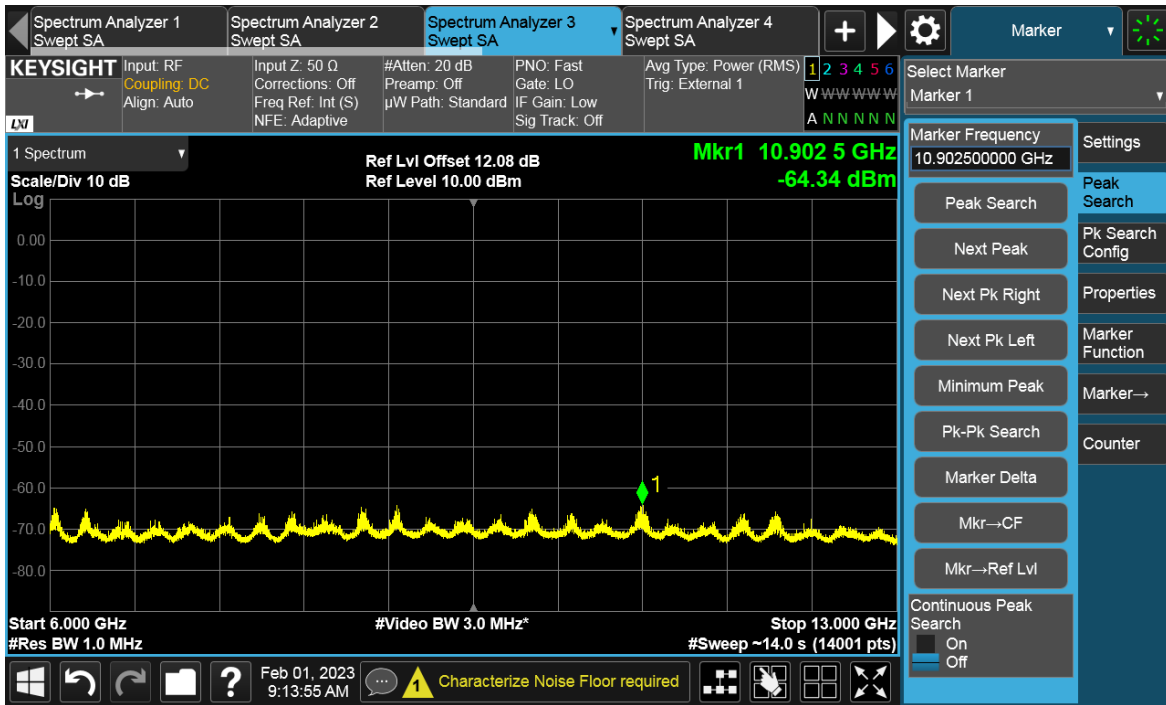 Spectrum Analyzer 1
Swept SA
Spectrum Analyzer 2
Swept SA
Spectrum Analyzer 3
Swept SA
Spectrum Analyzer 4
Swept SA
+
Marker
KEYSIGHT
LXI
Input: RF
Coupling: DC
Align: Auto
Input Z: 50 Ω
Corrections: Off
Freq Ref: Int (S)
NFE: Adaptive
#Atten: 20 dB
Preamp: Off
µW Path: Standard
PNO: Fast
Gate: LO
IF Gain: Low
Sig Track: Off
Avg Type: Power (RMS)
Trig: External 1
1 2 3 4 5 6
W W W W W W
A N N N N N
Select Marker
Marker 1
1 Spectrum
Scale/Div 10 dB
Log
Ref Lvl Offset 12.08 dB
Ref Level 10.00 dBm
Mkr1 10.902 5 GHz
-64.34 dBm
0.00
-10.0
-20.0
-30.0
-40.0
-50.0
-60.0
-70.0
-80.0
1
Start 6.000 GHz
#Res BW 1.0 MHz
#Video BW 3.0 MHz*
Stop 13.000 GHz
#Sweep ~14.0 s (14001 pts)
Marker Frequency
10.902500000 GHz
Peak Search
Next Peak
Next Pk Right
Next Pk Left
Minimum Peak
Pk-Pk Search
Marker Delta
Mkr→CF
Mkr→Ref Lvl
Continuous Peak
Search
On
Off
Settings
Peak
Search
Pk Search
Config
Properties
Marker
Function
Marker→
Counter
?
Feb 01, 2023
9:13:55 AM
1
Characterize Noise Floor required